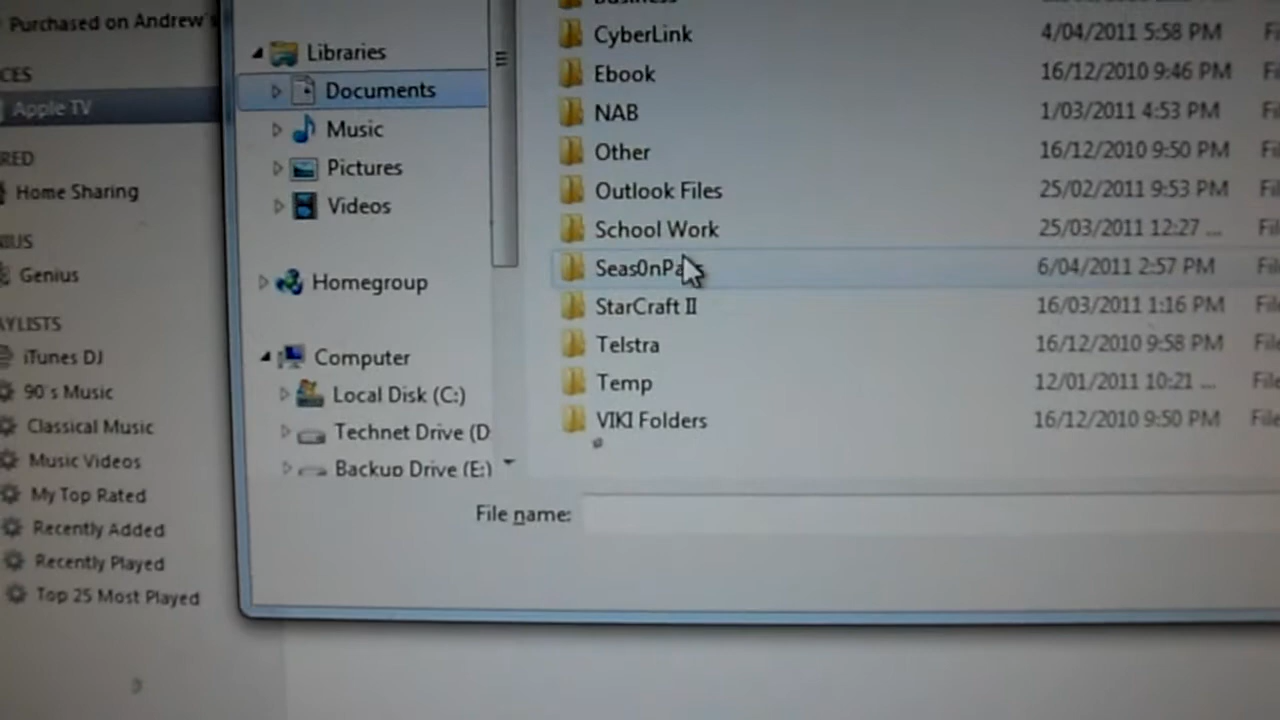 Purchased on Andrew's
Apple TV
Home Sharing
Genius
iTunes DJ
90's Music
Classical Music
Music Videos
My Top Rated
Recently Added
Recently Played
Top 25 Most Played
Libraries
Documents
Music
Pictures
Videos
Homegroup
Computer
Local Disk (C:)
Technet Drive (D
Backup Drive (E:)
CyberLink 4/04/2011 5:58 PM
Ebook 16/12/2010 9:46 PM
NAB 1/03/2011 4:53 PM
Other 16/12/2010 9:50 PM
Outlook Files 25/02/2011 9:53 PM
School Work 25/03/2011 12:27 ...
6/04/2011 2:57 PM
StarCraft II 16/03/2011 1:16 PM
Telstra 16/12/2010 9:58 PM
Temp 12/01/2011 10:21 ...
VIKI Folders 16/12/2010 9:50 PM
File name: